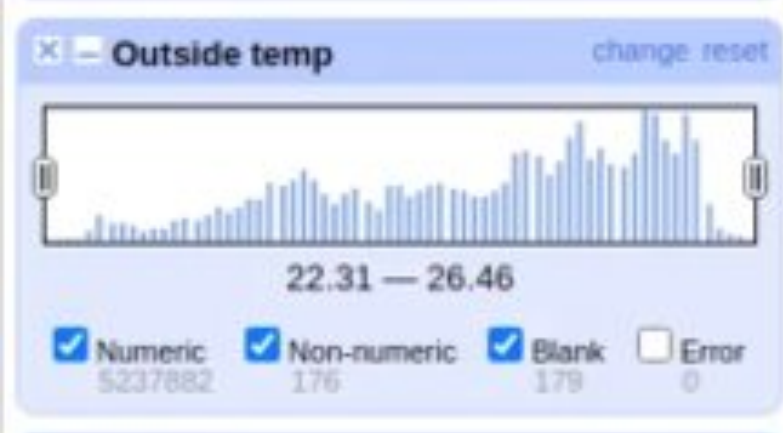 Outside temp change reset
22.31 — 26.46
Numeric Non-numeric Blank Error
5237882 176 179 0